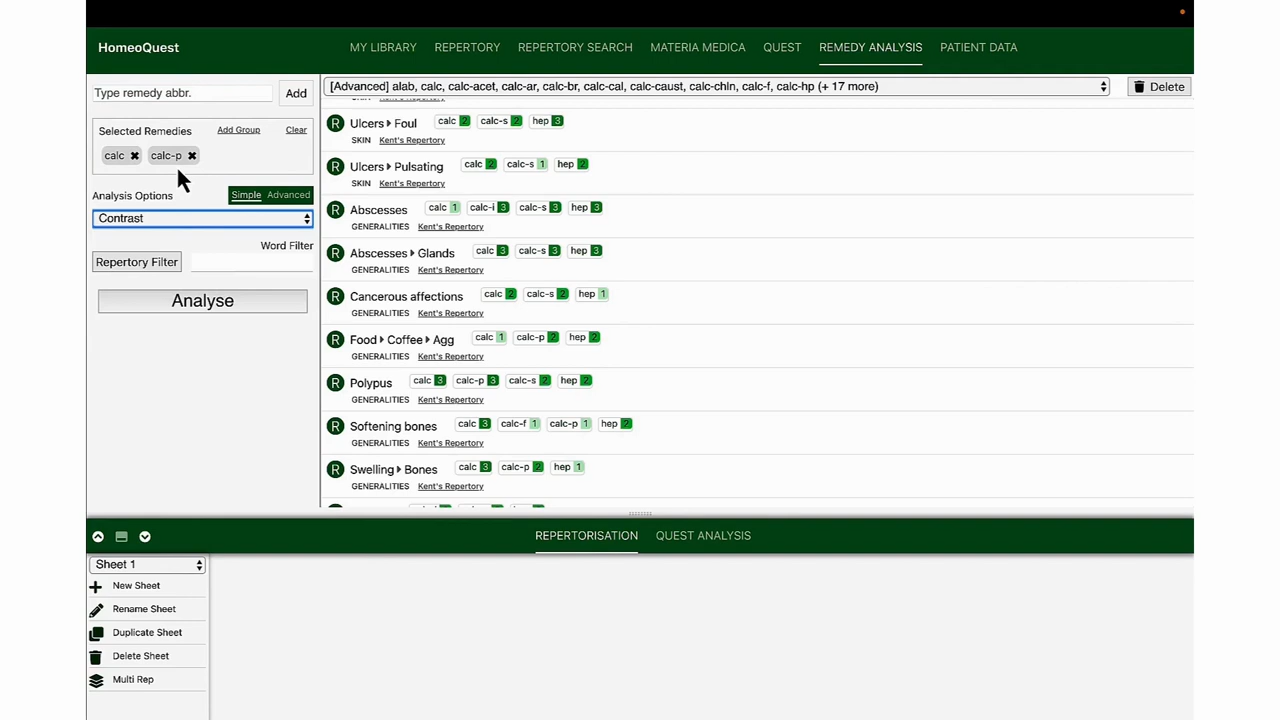 HomeoQuest
MY LIBRARY REPERTORY REPERTORY SEARCH MATERIA MEDICA QUEST REMEDY ANALYSIS PATIENT DATA
Type remedy abbr. Add
Selected Remedies Add Group Clear
calc ✖ calc-p ✖
Analysis Options Simple Advanced
Contrast
Word Filter
Repertory Filter
Analyse
[Advanced] alab, calc, calc-acet, calc-ar, calc-br, calc-cal, calc-caust, calc-chln, calc-f, calc-hp (+ 17 more) Delete
SKIN Kent's Repertory
R Ulcers Foul calc 2 calc-s 2 hep 3
SKIN Kent's Repertory
R Ulcers Pulsating calc 2 calc-s 1 hep 2
SKIN Kent's Repertory
R Abscesses calc 1 calc-i 3 calc-s 3 hep 3
GENERALITIES Kent's Repertory
R Abscesses Glands calc 3 calc-s 3 hep 3
GENERALITIES Kent's Repertory
R Cancerous affections calc 2 calc-s 2 hep 1
GENERALITIES Kent's Repertory
R Food Coffee Agg calc 1 calc-p 2 hep 2
GENERALITIES Kent's Repertory
R Polypus calc 3 calc-p 3 calc-s 2 hep 2
GENERALITIES Kent's Repertory
R Softening bones calc 3 calc-f 1 calc-p 1 hep 2
GENERALITIES Kent's Repertory
R Swelling Bones calc 3 calc-p 2 hep 1
GENERALITIES Kent's Repertory
REPERTORISATION QUEST ANALYSIS
Sheet 1
New Sheet
Rename Sheet
Duplicate Sheet
Delete Sheet
Multi Rep